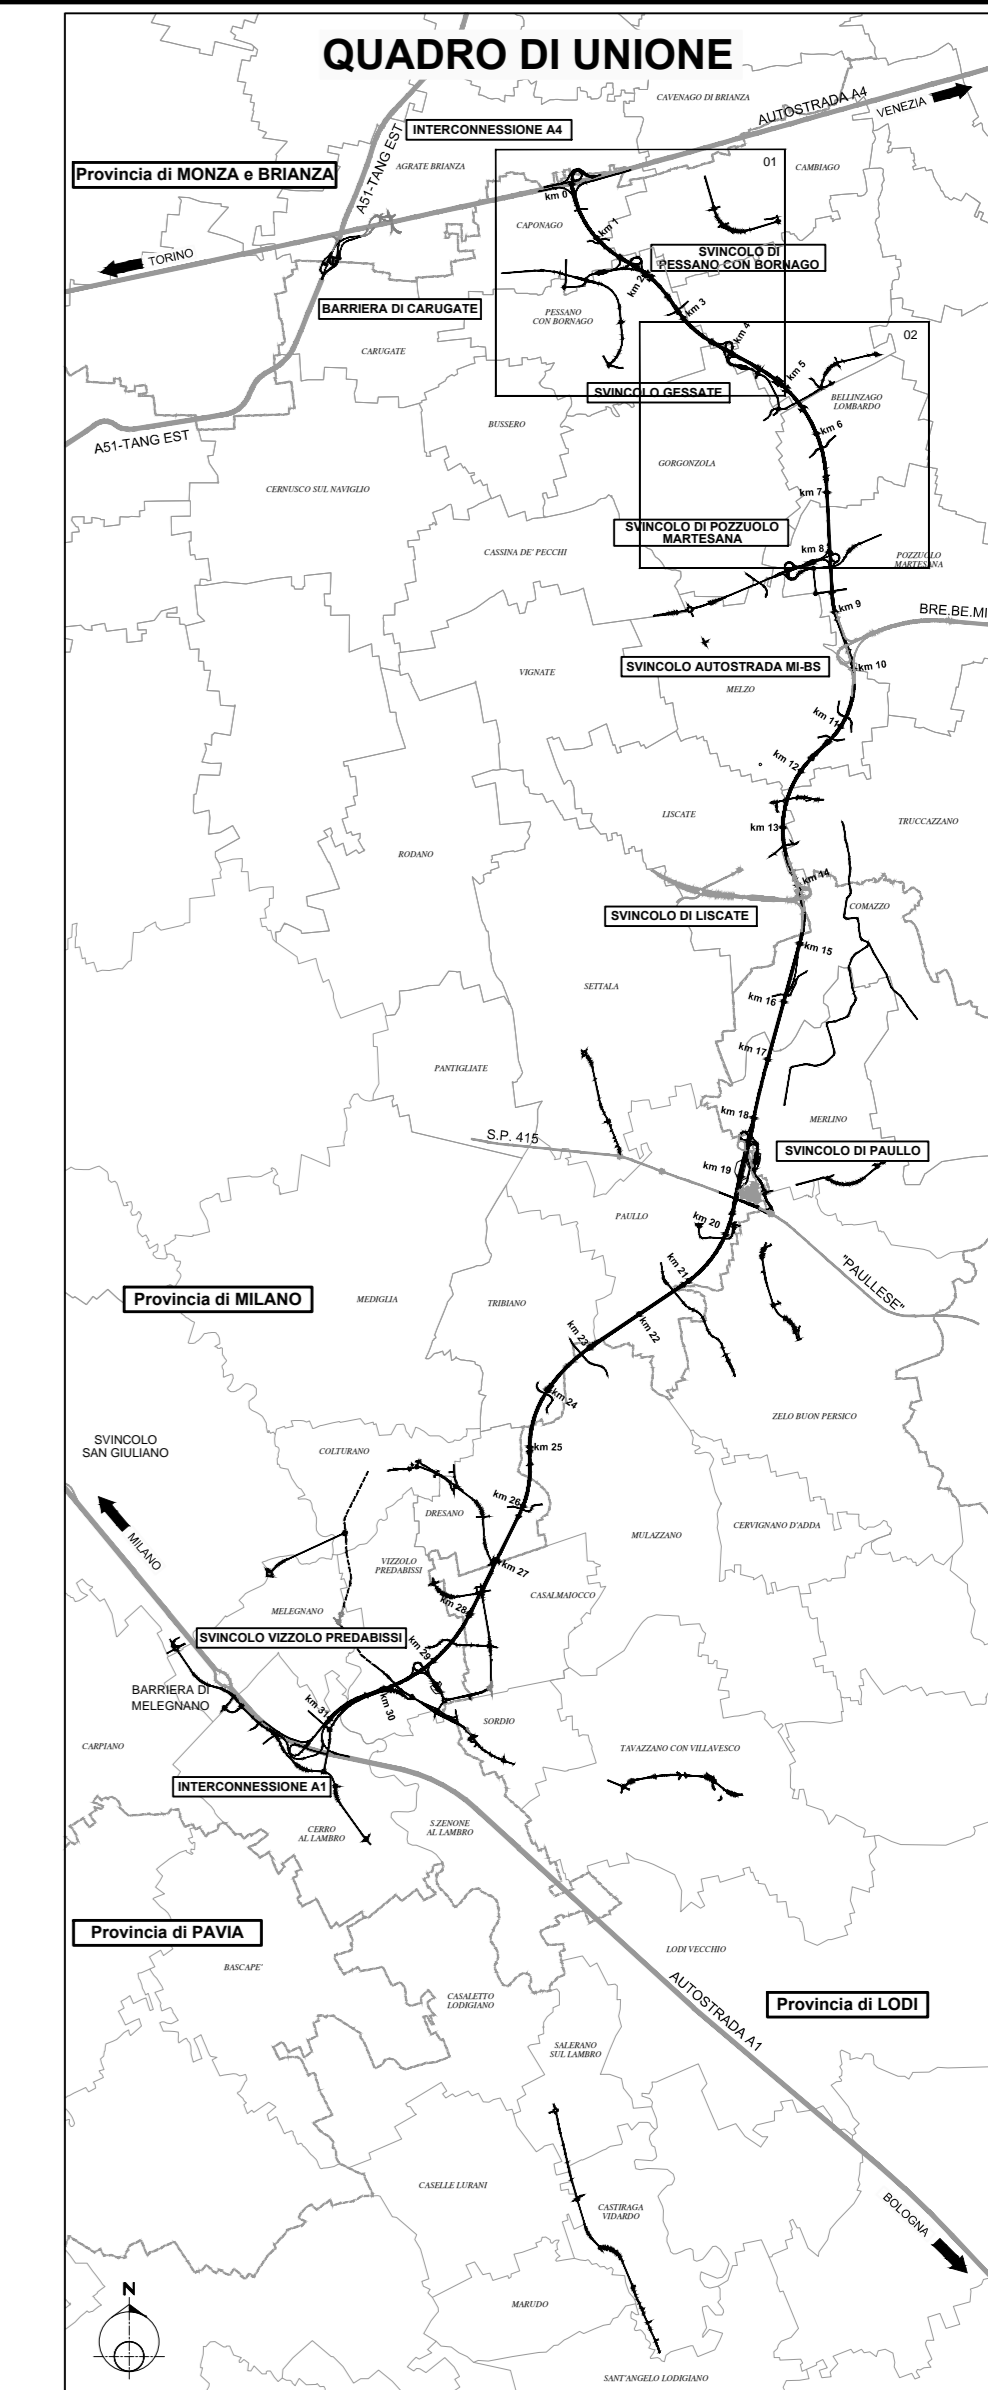 QUADRO DI UNIONE
CAVENAGO DI BRIANZA
AUTOSTRADA A4
VENEZIA
INTERCONNESSIONE A4
A51-TANG EST
AGRATE BRIANZA
01
CAMBIAGO
Provincia di MONZA e BRIANZA
km 0
CAPONAGO
km 1
TORINO
SVINCOLO DI
PESSANO CON BORNAGO
km 2
BARRIERA DI CARUGATE
km 3
PESSANO
CON BORNAGO
km 4
02
CARUGATE
km 5
SVINCOLO GESSATE
BELLINZAGO
LOMBARDO
BUSSERO
km 6
A51-TANG EST
GORGONZOLA
CERNUSCO SUL NAVIGLIO
km 7
SVINCOLO DI POZZUOLO
MARTESANA
CASSINA DE' PECCHI
km 8
POZZUOLO
MARTESANA
km 9
BRE.BE.MI
SVINCOLO AUTOSTRADA MI-BS
km 10
VIGNATE
MELZO
km 11
km 12
LISCATE
km 13
TRUCCAZZANO
RODANO
km 14
COMAZZO
SVINCOLO DI LISCATE
km 15
SETTALA
km 16
km 17
PANTIGLIATE
km 18
MERLINO
S.P. 415
SVINCOLO DI PAULLO
km 19
PAULLO
km 20
km 21
"PAULLESE"
Provincia di MILANO
MEDIGLIA
TRIBIANO
km 22
km 23
km 24
ZELO BUON PERSICO
SVINCOLO
SAN GIULIANO
COLTURANO
km 25
km 26
DRESANO
CERVIGNANO D'ADDA
MULAZZANO
MILANO
VIZZOLO
PREDABISSI
km 27
CASALMAIOCCO
MELEGNANO
km 28
SVINCOLO VIZZOLO PREDABISSI
km 29
BARRIERA DI
MELEGNANO
km 30
km 31
SORDIO
CARPIANO
TAVAZZANO CON VILLAVESCO
INTERCONNESSIONE A1
CERRO
AL LAMBRO
S.ZENONE
AL LAMBRO
Provincia di PAVIA
LODI VECCHIO
BASCAPE'
AUTOSTRADA A1
CASALETTO
LODIGIANO
Provincia di LODI
SALERANO
SUL LAMBRO
CASELLE LURANI
CASTIRAGA
VIDARDO
BOLOGNA
N
MARUDO
SANT'ANGELO LODIGIANO